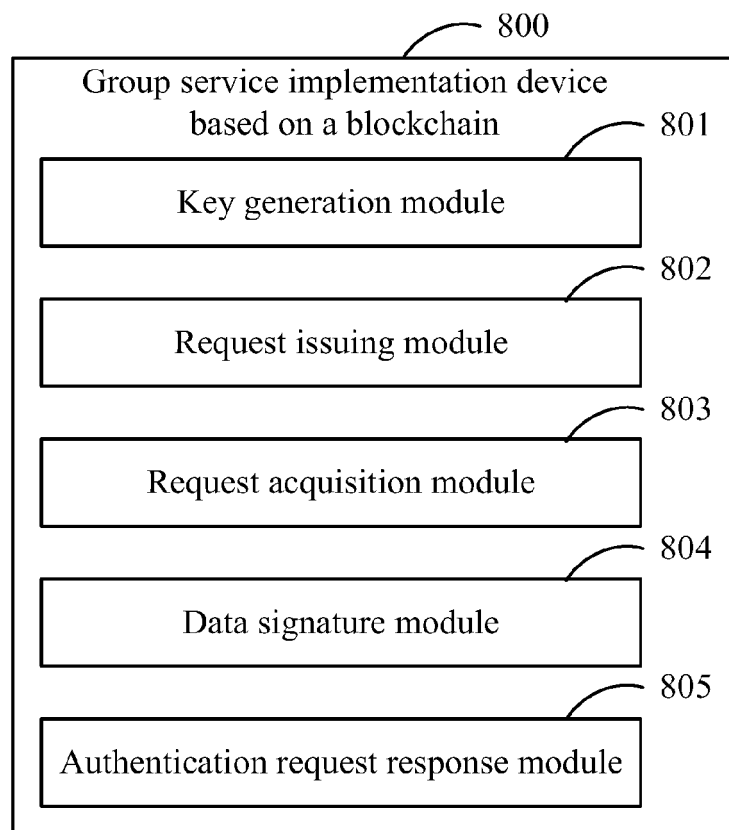 800
Group service implementation device
based on a blockchain
801
Key generation module
802
Request issuing module
803
Request acquisition module
804
Data signature module
805
Authentication request response module